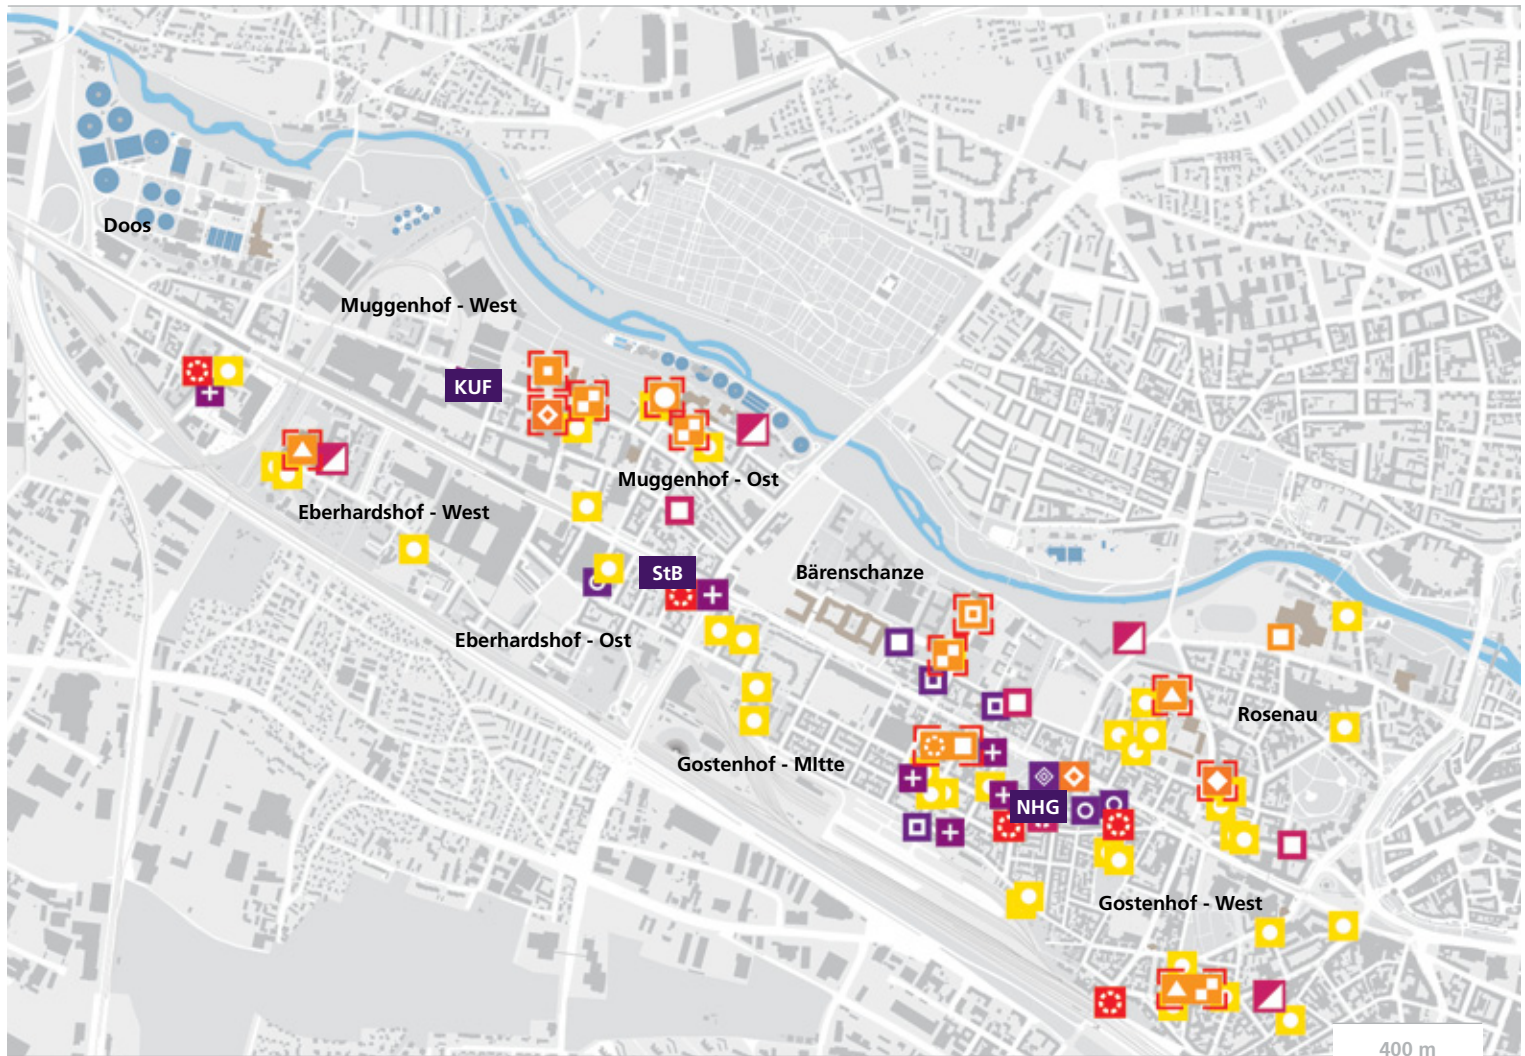 Doos
Muggenhof - West
KUF
Muggenhof - Ost
Eberhardshof - West
StB
Bärenschanze
Eberhardshof - Ost
Rosenau
Gostenhof - MItte
NHG
Gostenhof - West
400 m